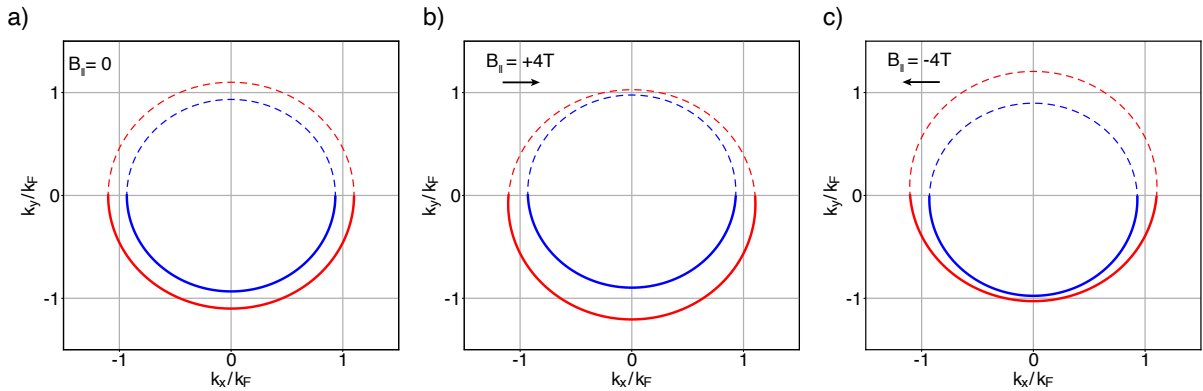 a)
B∥= 0
1
0
-1
ky/kF
-1
0
1
kx/kF
b)
B∥ = +4T
1
0
-1
ky/kF
-1
0
1
kx/kF
c)
B∥ = -4T
1
0
-1
ky/kF
-1
0
1
kx/kF